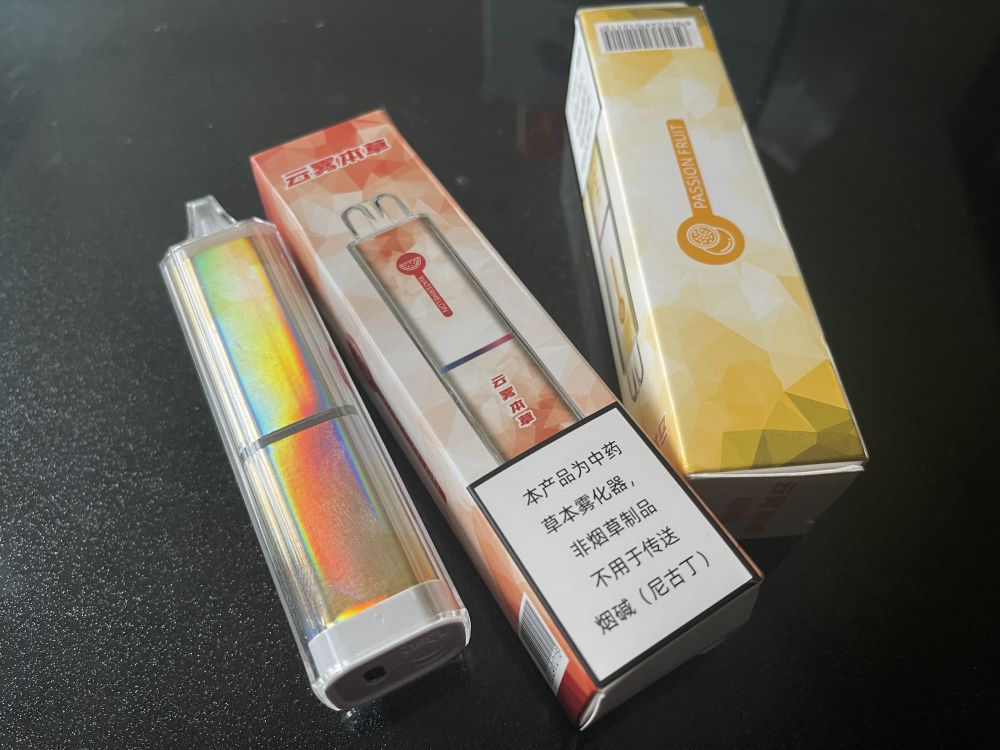 云雾本草
WATERMELON
云雾本草
本产品为中药
草本雾化器，
非烟草制品
不用于传送
烟碱（尼古丁）
PASSION FRUIT